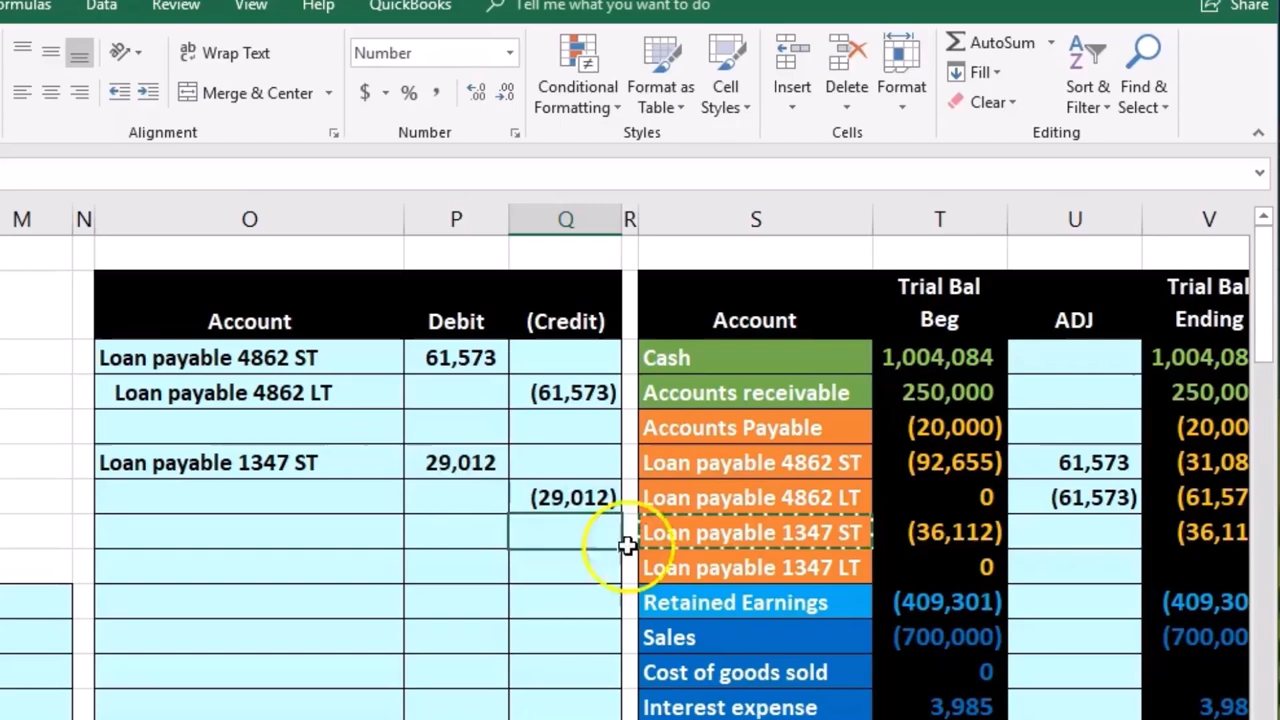 ormulas Data Review View Help QuickBooks Tell me what you want to do Share
Wrap Text Number AutoSum
Merge & Center $ % , Conditional Formatting Format as Table Cell Styles Insert Delete Format Fill Clear Sort & Filter Find & Select
Alignment Number Styles Cells Editing
M N O P Q R S T U V
Account Debit (Credit) Account Trial Bal Beg ADJ Trial Bal Ending
Loan payable 4862 ST 61,573 Cash 1,004,084 1,004,08
Loan payable 4862 LT (61,573) Accounts receivable 250,000 250,00
Accounts Payable (20,000) (20,00
Loan payable 1347 ST 29,012 Loan payable 4862 ST (92,655) 61,573 (31,08
(29,012) Loan payable 4862 LT 0 (61,573) (61,57
Loan payable 1347 ST (36,112) (36,11
Loan payable 1347 LT 0
Retained Earnings (409,301) (409,30
Sales (700,000) (700,00
Cost of goods sold 0
Interest expense 3,985 3,98